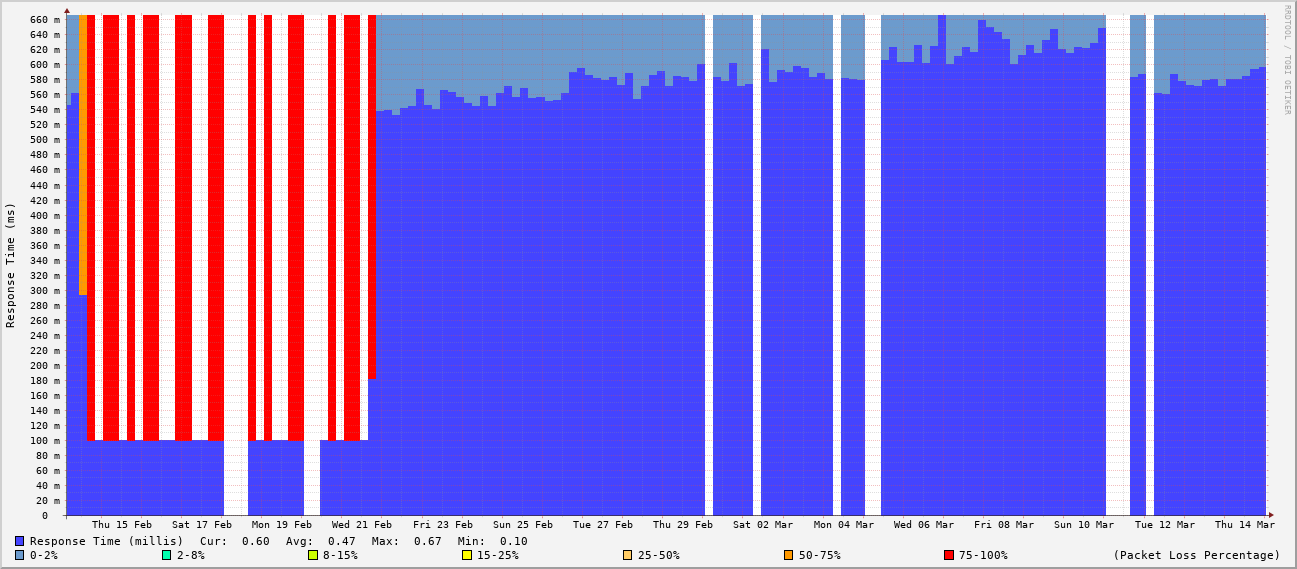 RRDTOOL / TOBI OETIKER
Response Time (ms)
660 m
640 m
620 m
600 m
580 m
560 m
540 m
520 m
500 m
480 m
460 m
440 m
420 m
400 m
380 m
360 m
340 m
320 m
300 m
280 m
260 m
240 m
220 m
200 m
180 m
160 m
140 m
120 m
100 m
80 m
60 m
40 m
20 m
0
Thu 15 Feb Sat 17 Feb Mon 19 Feb Wed 21 Feb Fri 23 Feb Sun 25 Feb Tue 27 Feb Thu 29 Feb Sat 02 Mar Mon 04 Mar Wed 06 Mar Fri 08 Mar Sun 10 Mar Tue 12 Mar Thu 14 Mar
Response Time (millis) Cur: 0.60 Avg: 0.47 Max: 0.67 Min: 0.10
0-2% 2-8% 8-15% 15-25% 25-50% 50-75% 75-100% (Packet Loss Percentage)